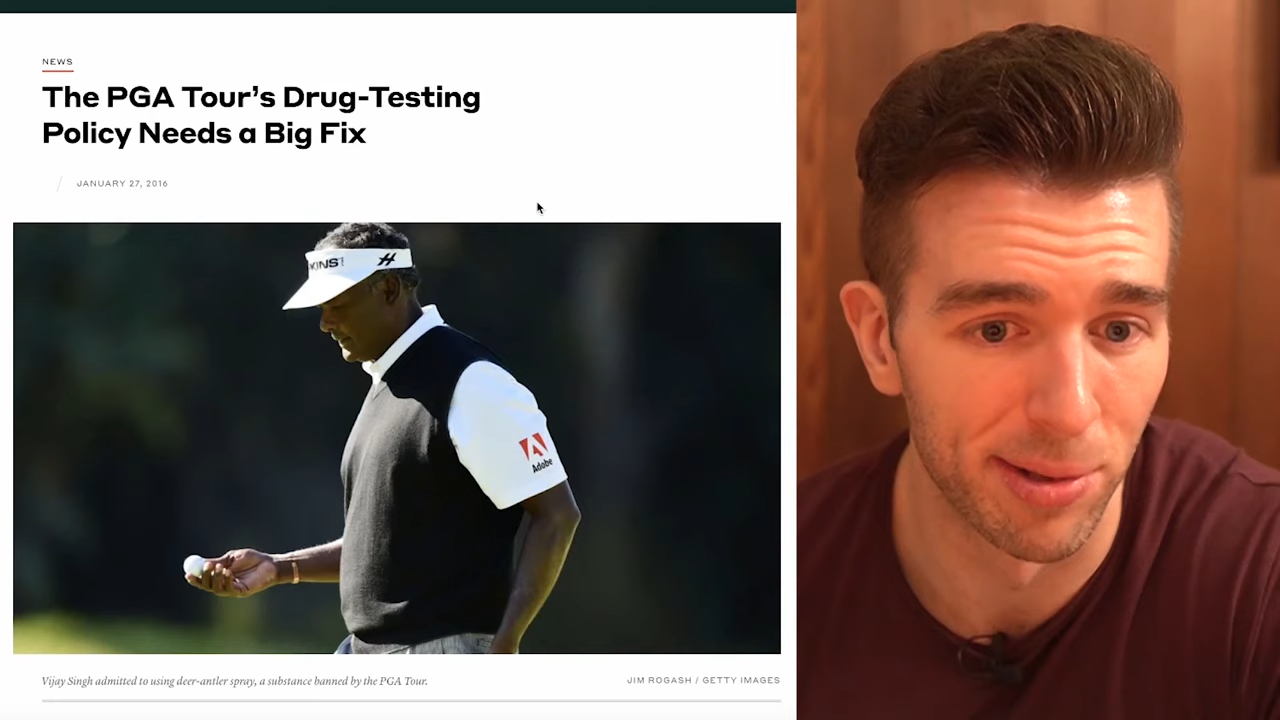 NEWS
The PGA Tour's Drug-Testing
Policy Needs a Big Fix
/ JANUARY 27, 2016
Adobe
Vijay Singh admitted to using deer-antler spray, a substance banned by the PGA Tour.
JIM ROGASH / GETTY IMAGES